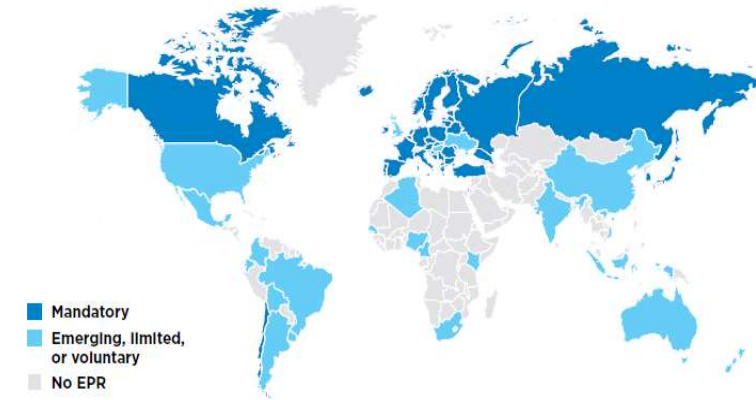 Mandatory
Emerging, limited,
or voluntary
No EPR